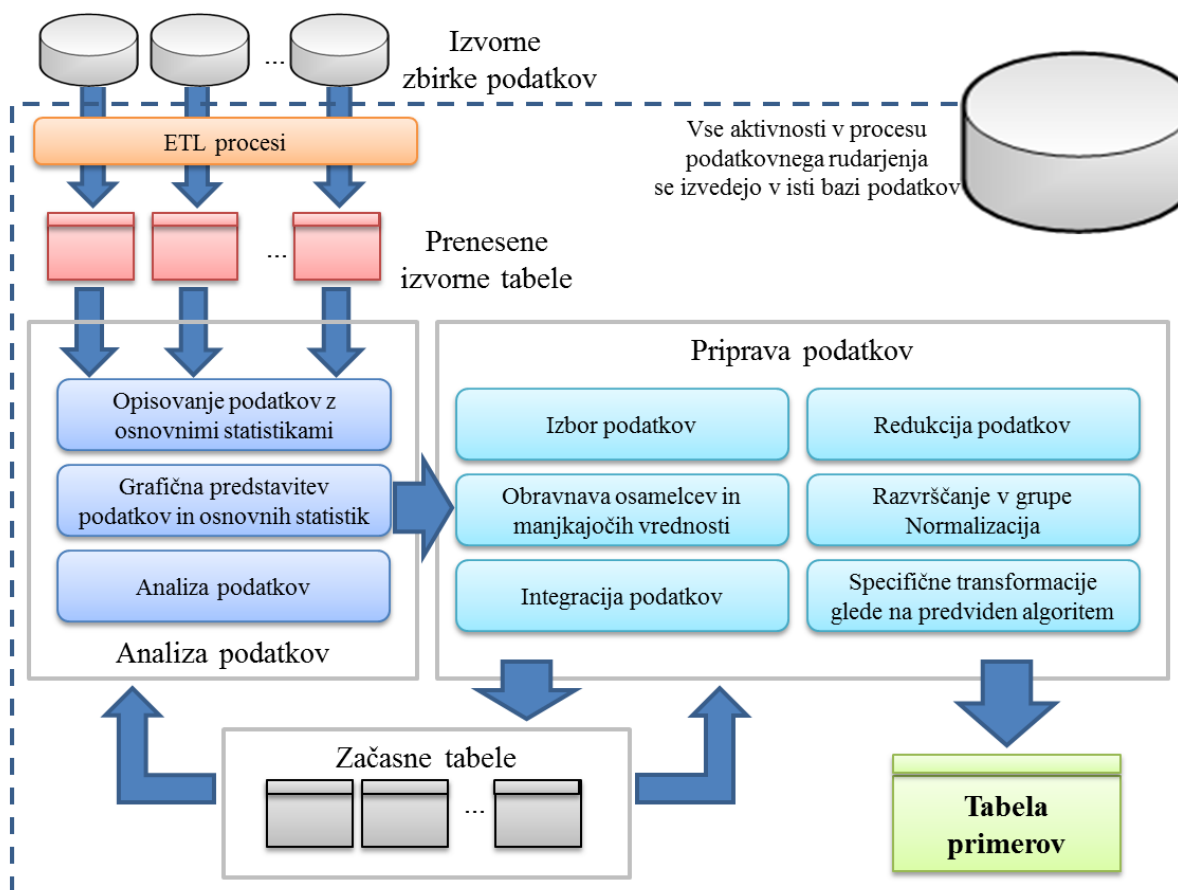 Izvorne
zbirke podatkov
...
ETL procesi
Vse aktivnosti v procesu
podatkovnega rudarjenja
se izvedejo v isti bazi podatkov
...
Prenesene
izvorne tabele
Opisovanje podatkov z
osnovnimi statistikami
Grafična predstavitev
podatkov in osnovnih statistik
Analiza podatkov
Analiza podatkov
Priprava podatkov
Izbor podatkov
Redukcija podatkov
Obravnava osamelcev in
manjkajočih vrednosti
Razvrščanje v grupe
Normalizacija
Integracija podatkov
Specifične transformacije
glede na predviden algoritem
Začasne tabele
...
Tabela
primerov